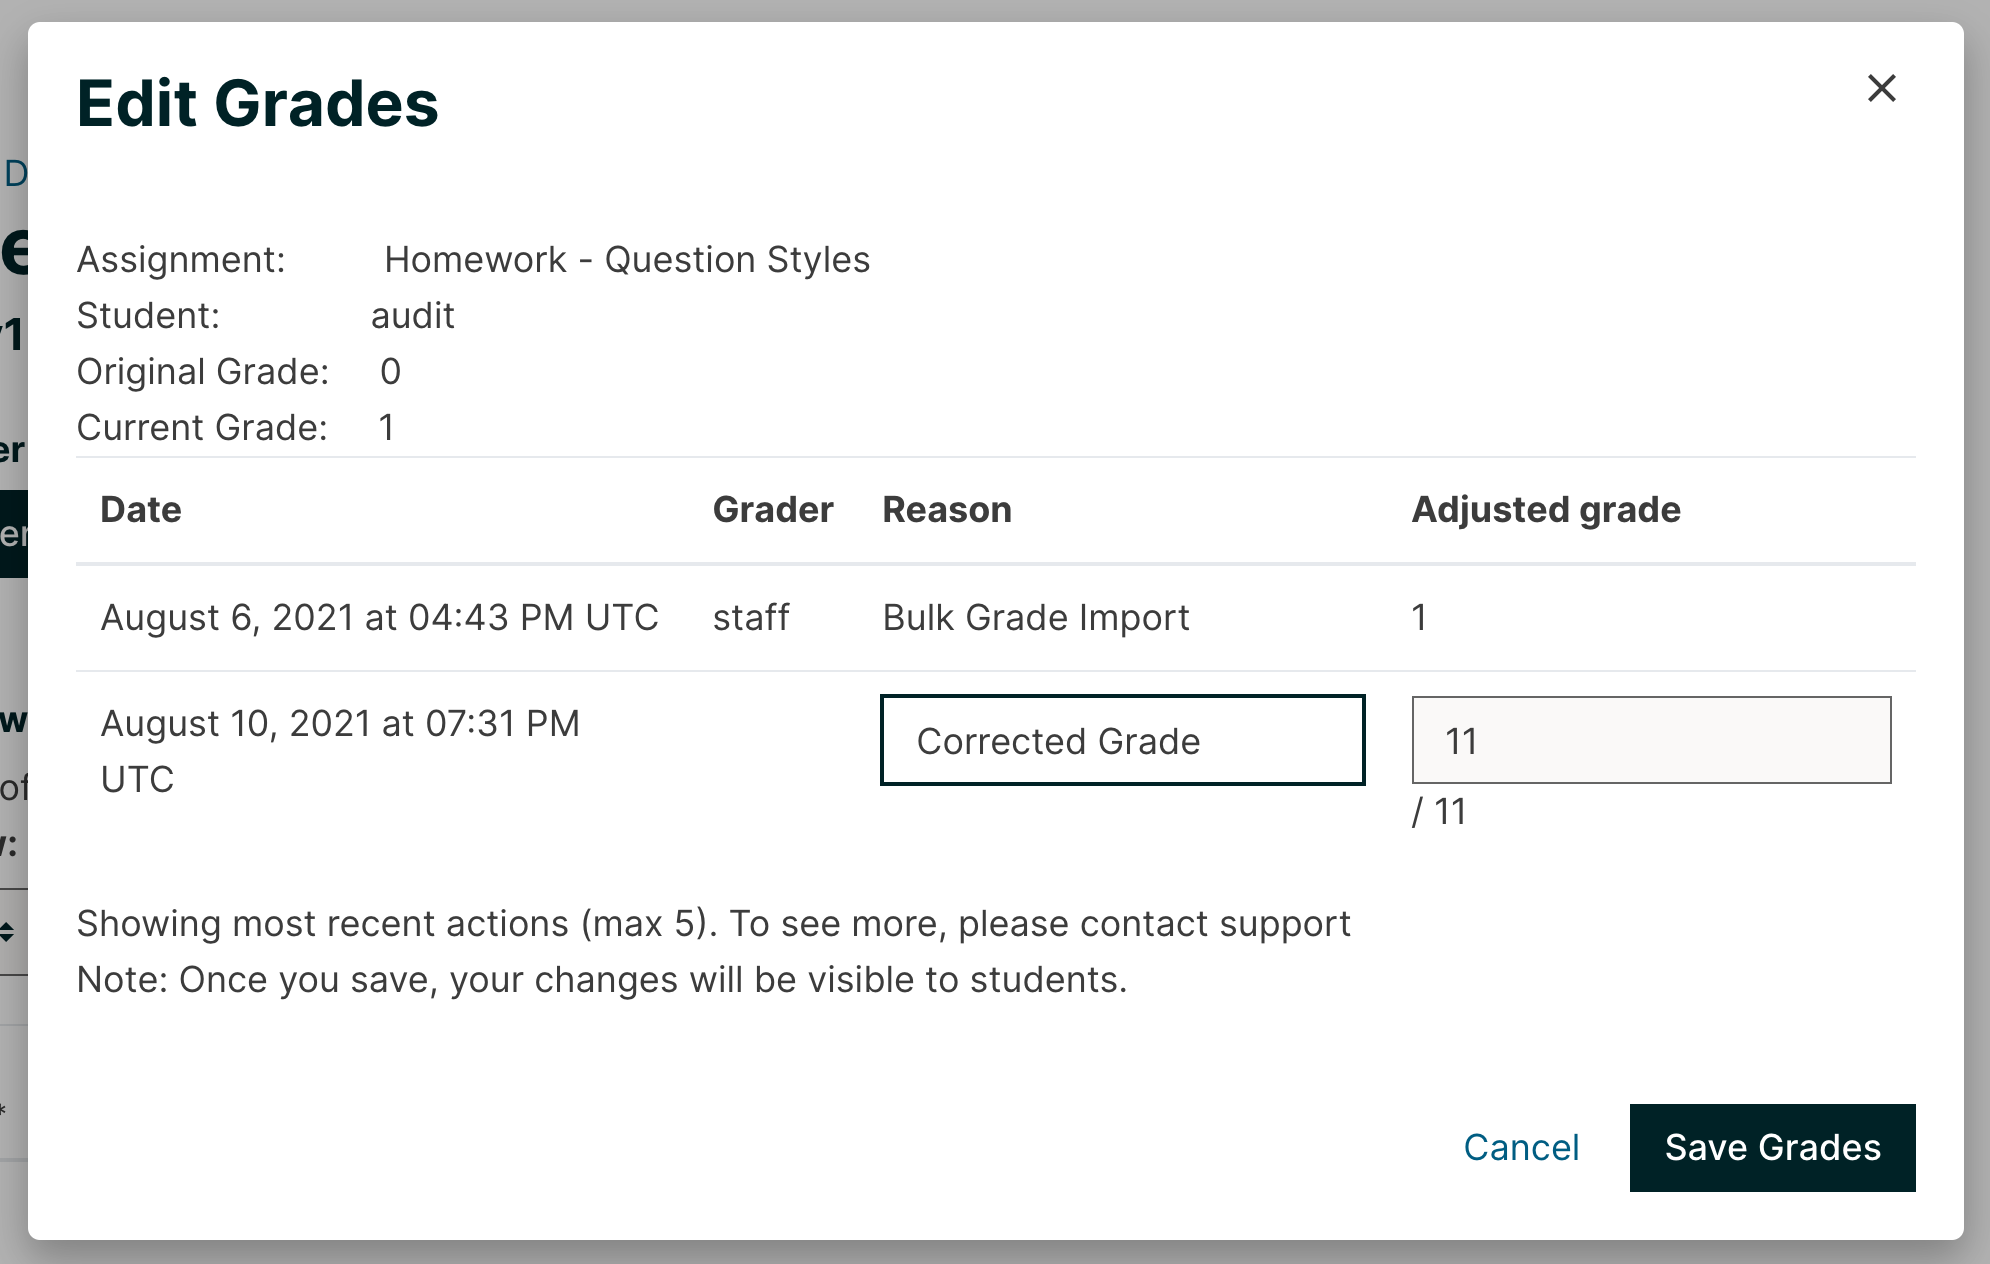 Edit Grades
Assignment: Homework - Question Styles
Student: audit
Original Grade: 0
Current Grade: 1
Date Grader Reason Adjusted grade
August 6, 2021 at 04:43 PM UTC staff Bulk Grade Import 1
August 10, 2021 at 07:31 PM Corrected Grade 11
UTC
/ 11
Showing most recent actions (max 5). To see more, please contact support
Note: Once you save, your changes will be visible to students.
Cancel Save Grades